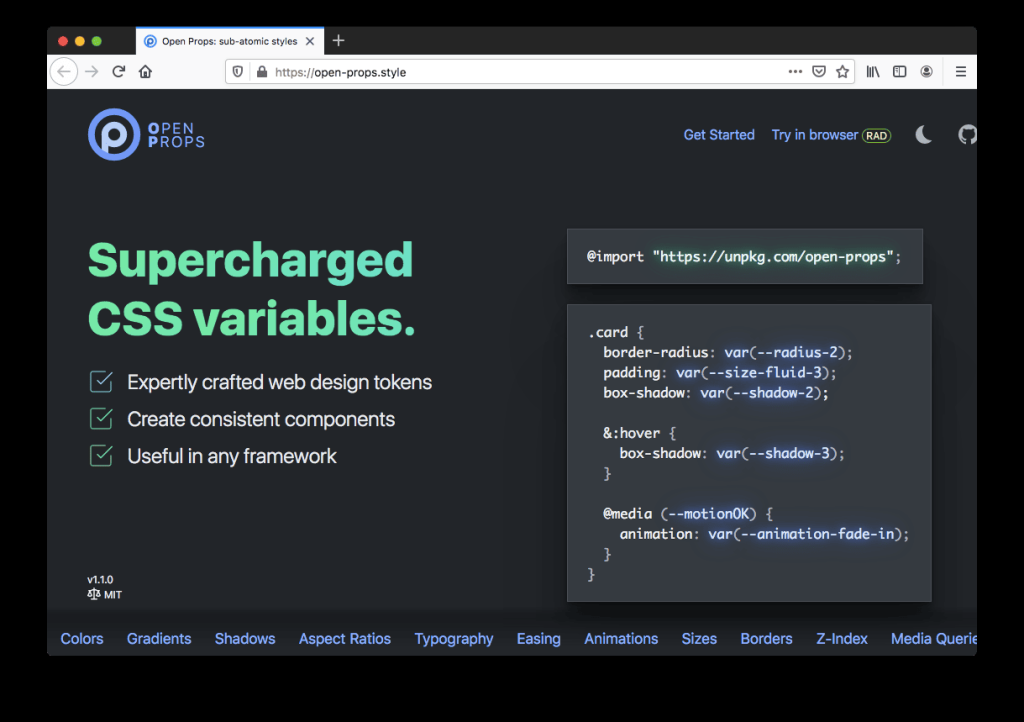 Open Props: sub-atomic styles
https://open-props.style
OPEN
PROPS
Get Started
Try in browser RAD
Supercharged
CSS variables.
Expertly crafted web design tokens
Create consistent components
Useful in any framework
v1.1.0
MIT
@import "https://unpkg.com/open-props";
.card {
  border-radius: var(--radius-2);
  padding: var(--size-fluid-3);
  box-shadow: var(--shadow-2);

  &:hover {
    box-shadow: var(--shadow-3);
  }

  @media (--motionOK) {
    animation: var(--animation-fade-in);
  }
}
Colors Gradients Shadows Aspect Ratios Typography Easing Animations Sizes Borders Z-Index Media Querie